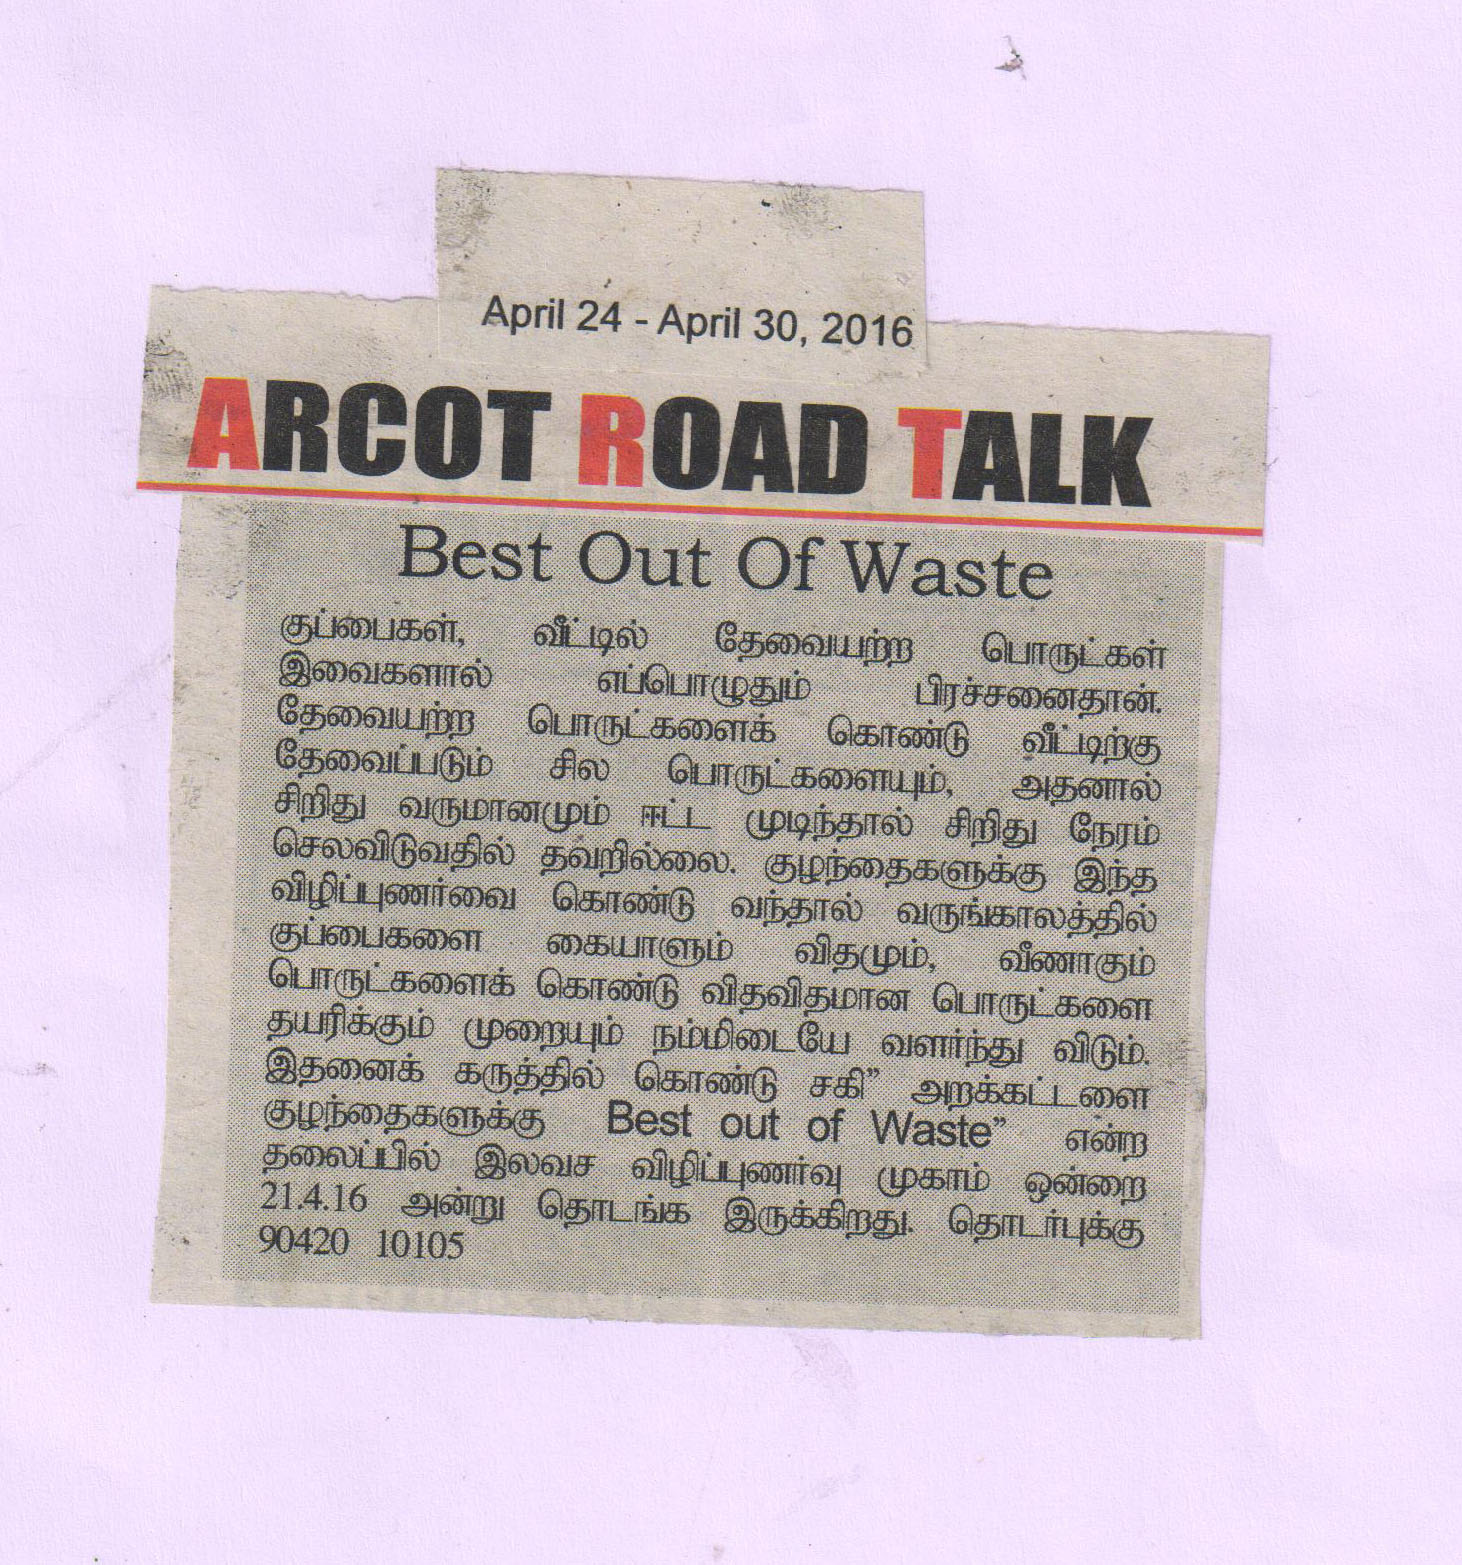 April 24 - April 30, 2016
ARCOT ROAD TALK
Best Out Of Waste
குப்பைகள், வீட்டில் தேவையற்ற பொருட்கள்
இவைகளால் எப்பொழுதும் பிரச்சனைதான்.
தேவையற்ற பொருட்களைக் கொண்டு வீட்டிற்கு
தேவைப்படும் சில பொருட்களையும், அதனால்
சிறிது வருமானமும் ஈட்ட முடிந்தால் சிறிது நேரம்
செலவிடுவதில் தவறில்லை. குழந்தைகளுக்கு இந்த
விழிப்புணர்வை கொண்டு வந்தால் வருங்காலத்தில்
குப்பைகளை கையாளும் விதமும், வீணாகும்
பொருட்களைக் கொண்டு விதவிதமான பொருட்களை
தயரிக்கும் முறையும் நம்மிடையே வளர்ந்து விடும்.
இதனைக் கருத்தில் கொண்டு சகி” அறக்கட்டளை
குழந்தைகளுக்கு Best out of Waste” என்ற
தலைப்பில் இலவச விழிப்புணர்வு முகாம் ஒன்றை
21.4.16 அன்று தொடங்க இருக்கிறது. தொடர்புக்கு
90420 10105